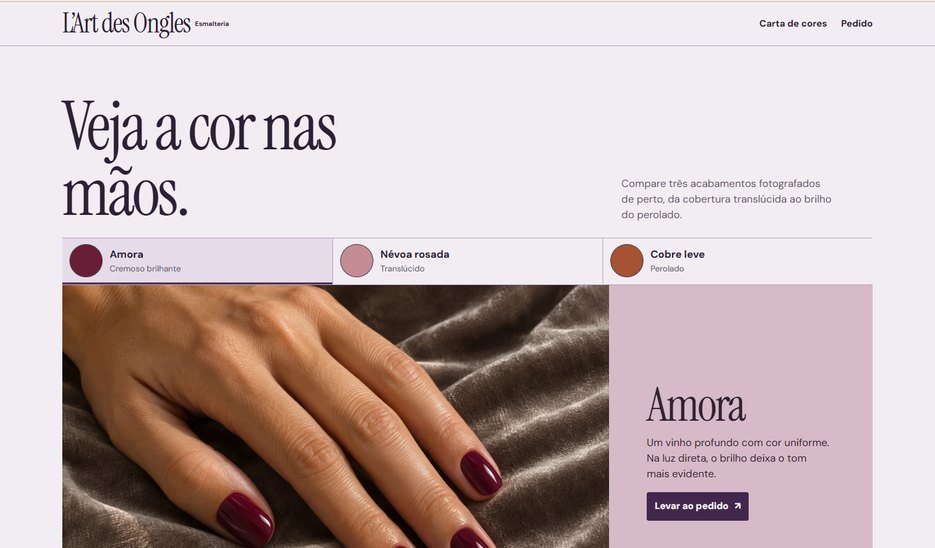 L'Art des Ongles Esmalteria
Carta de cores Pedido
Veja a cor nas
mãos.
Compare três acabamentos fotografados
de perto, da cobertura translúcida ao brilho
do perolado.
Amora
Cremoso brilhante
Névoa rosada
Translúcido
Cobre leve
Perolado
Amora
Um vinho profundo com cor uniforme.
Na luz direta, o brilho deixa o tom
mais evidente.
Levar ao pedido